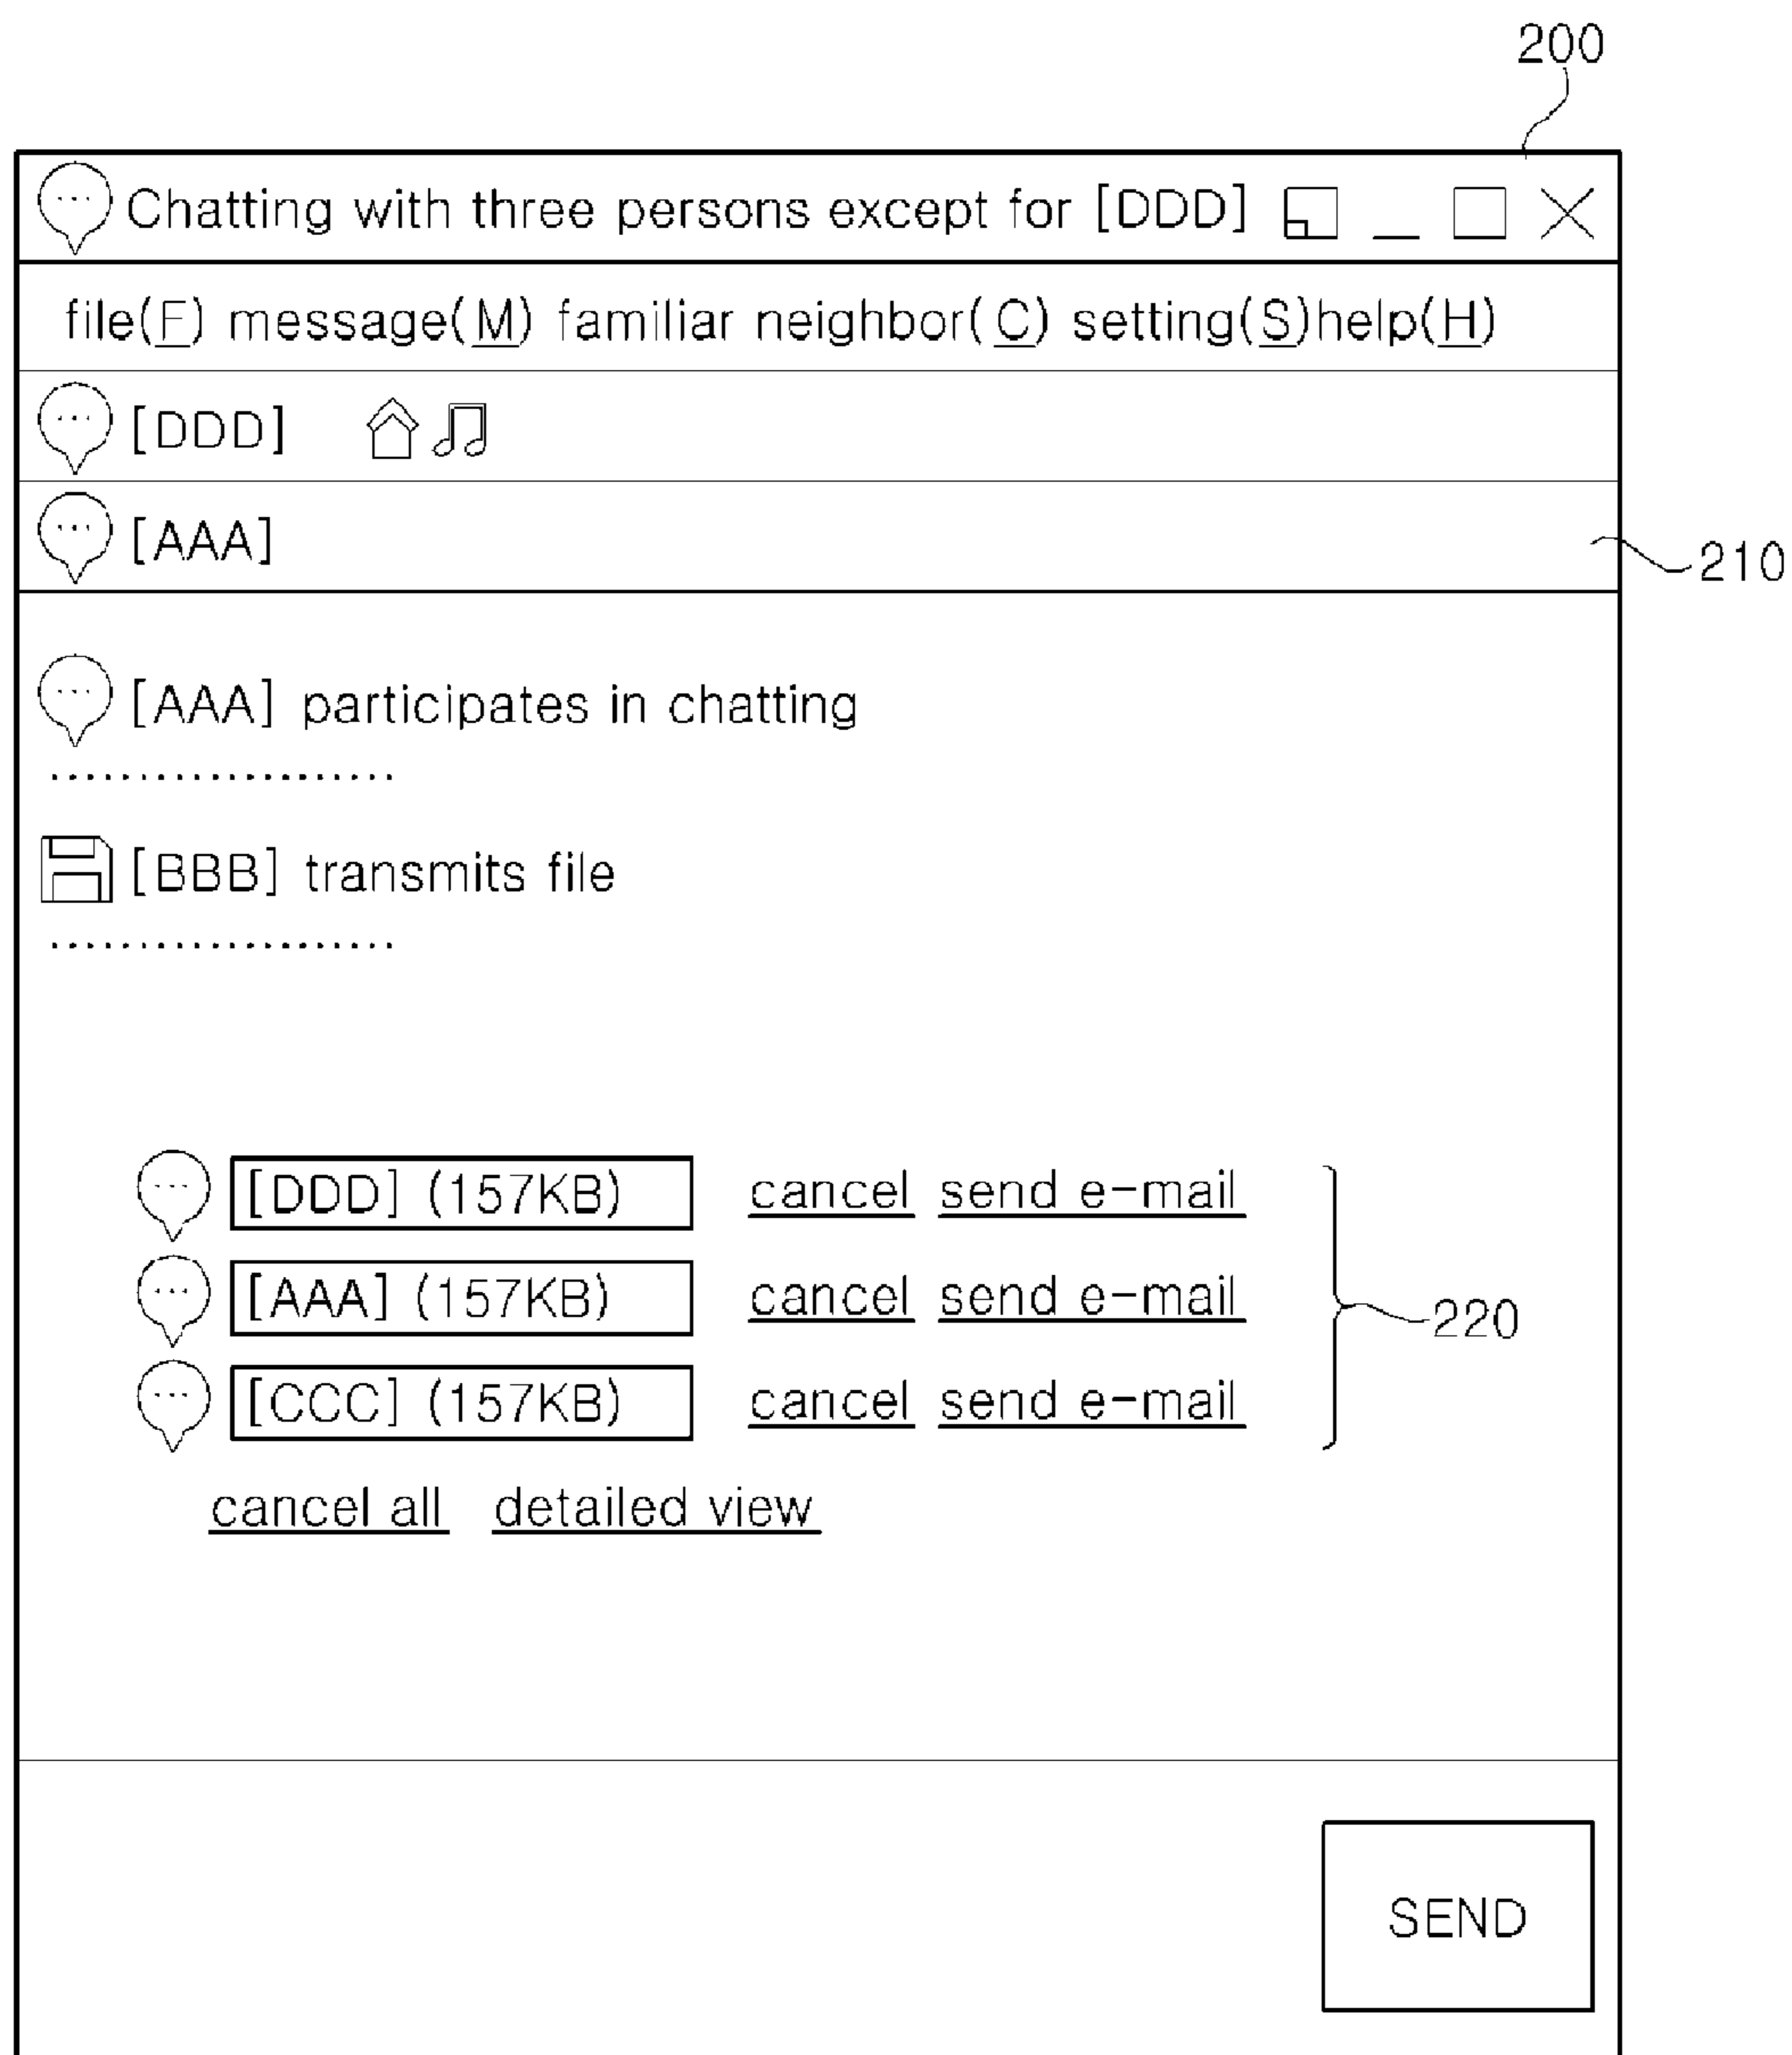 200
Chatting with three persons except for [DDD]
file(F) message(M) familiar neighbor(C) setting(S)help(H)
[DDD]
[AAA]
210
[AAA] participates in chatting
....................
[BBB] transmits file
....................
[DDD] (157KB) cancel send e-mail
[AAA] (157KB) cancel send e-mail
220
[CCC] (157KB) cancel send e-mail
cancel all detailed view
SEND